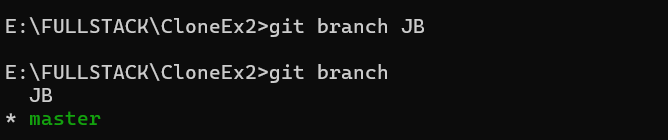 E:\FULLSTACK\CloneEx2>git branch JB
E:\FULLSTACK\CloneEx2>git branch
JB
* master